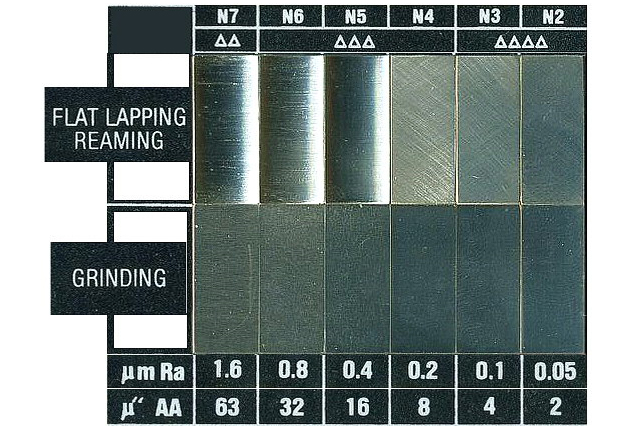 N7 N6 N5 N4 N3 N2
ΔΔ ΔΔΔ ΔΔΔΔ
FLAT LAPPING
REAMING
GRINDING
μm Ra 1.6 0.8 0.4 0.2 0.1 0.05
μ" AA 63 32 16 8 4 2